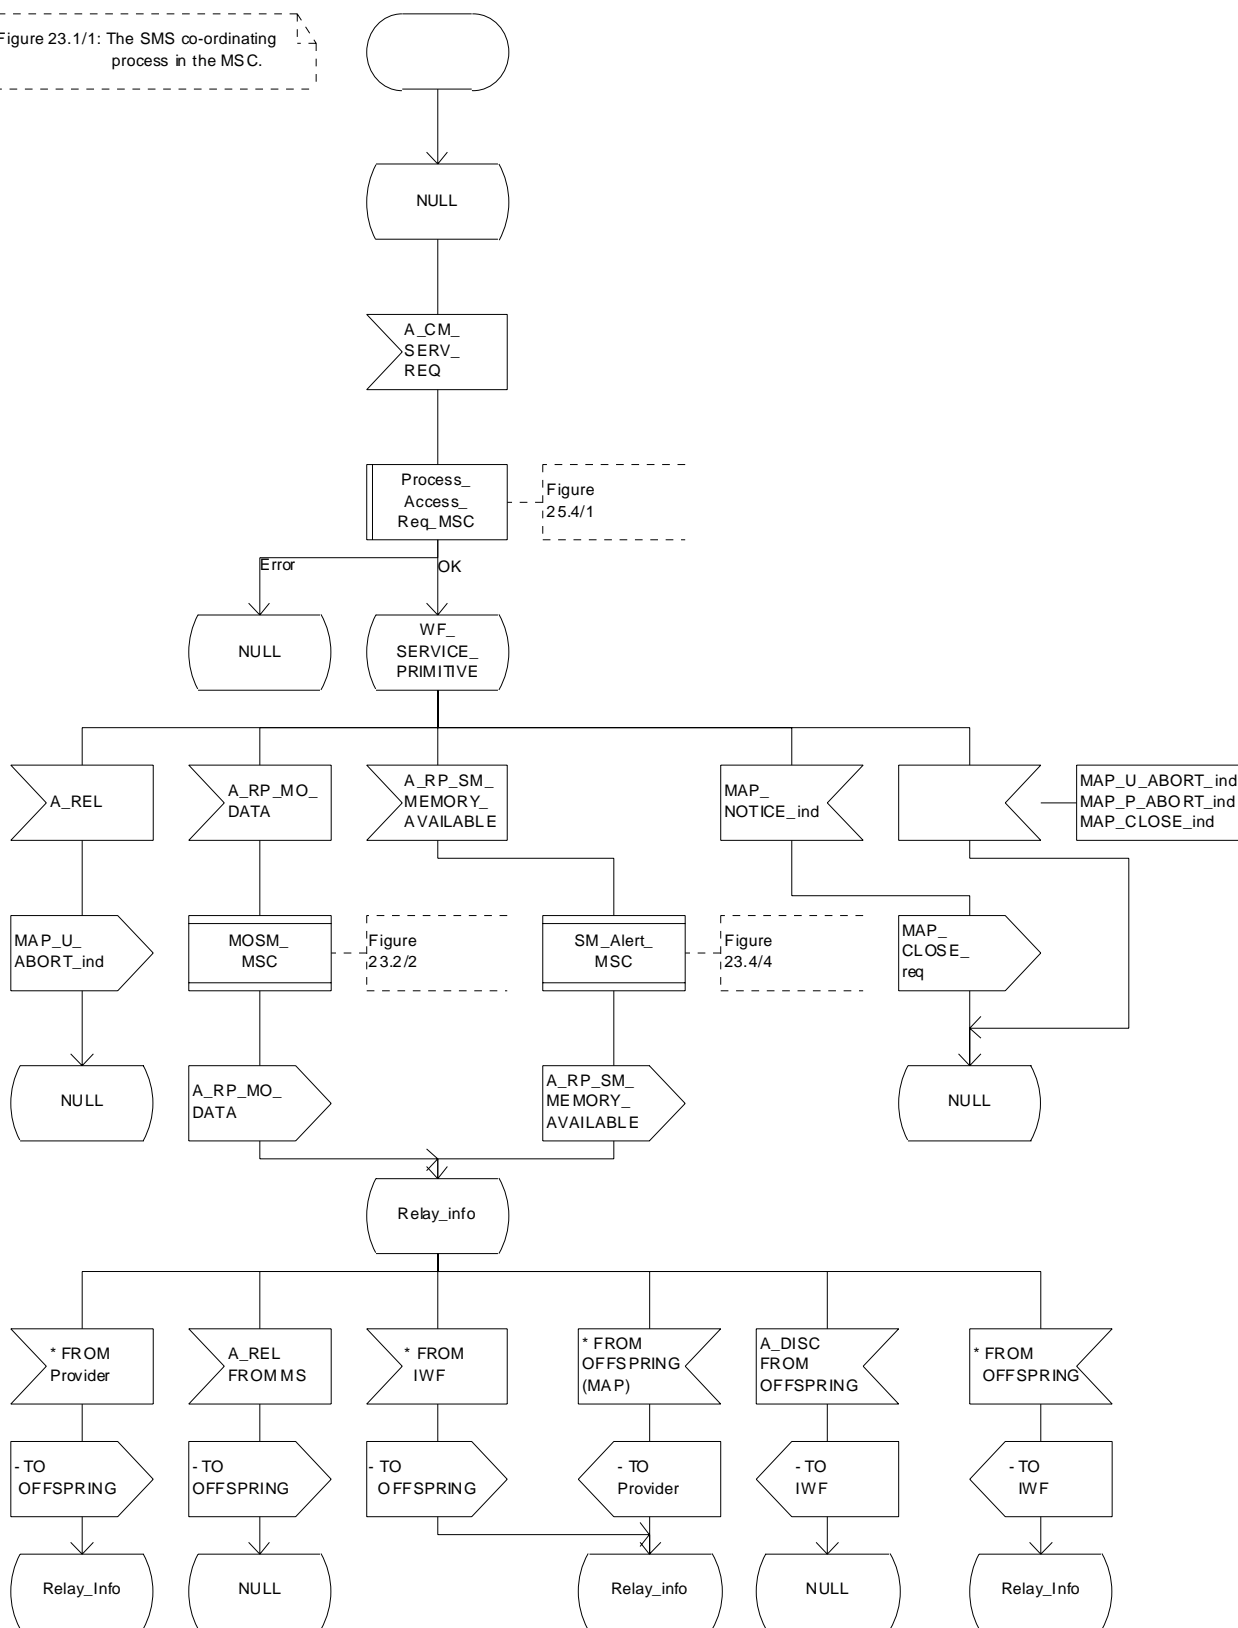 Figure 23.1/1: The SMS co-ordinating
process in the MSC.
NULL
A_CM_
SERV_
REQ
Process_
Access_
Req_MSC
Figure
25.4/1
Error
OK
NULL
WF_
SERVICE_
PRIMITIVE
A_REL
A_RP_MO_
DATA
A_RP_SM_
MEMORY_
AVAILABLE
MAP_
NOTICE_ind
MAP_U_ABORT_ind
MAP_P_ABORT_ind
MAP_CLOSE_ind
MAP_U_
ABORT_ind
MOSM_
MSC
Figure
23.2/2
SM_Alert_
MSC
Figure
23.4/4
MAP_
CLOSE_
req
NULL
A_RP_MO_
DATA
A_RP_SM_
MEMORY_
AVAILABLE
NULL
Relay_info
* FROM
Provider
A_REL
FROM MS
* FROM
IWF
* FROM
OFFSPRING
(MAP)
A_DISC
FROM
OFFSPRING
* FROM
OFFSPRING
- TO
OFFSPRING
- TO
OFFSPRING
- TO
OFFSPRING
- TO
Provider
- TO
IWF
- TO
IWF
Relay_Info
NULL
Relay_info
NULL
Relay_Info